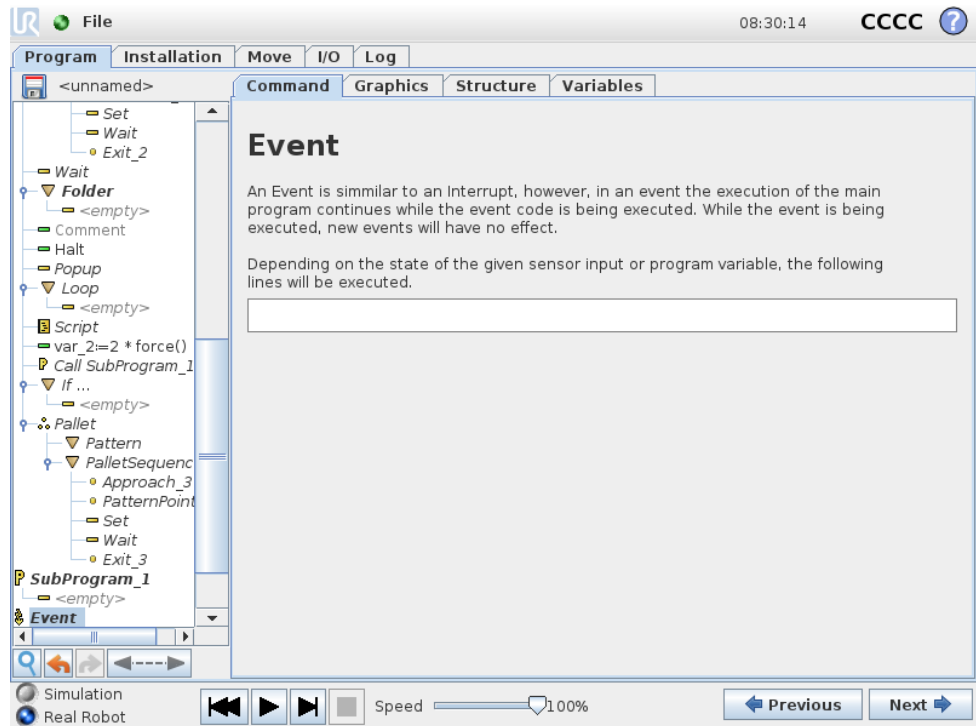 File
08:30:14
CCCC
?
Program Installation Move I/O Log
<unnamed>
Command Graphics Structure Variables
Set
Wait
Exit_2
Wait
Folder
<empty>
Comment
Halt
Popup
Loop
<empty>
Script
var_2:=2 * force()
Call SubProgram_1
If ...
<empty>
Pallet
Pattern
PalletSequenc
Approach_3
PatternPoint
Set
Wait
Exit_3
SubProgram_1
<empty>
Event
Event
An Event is simmilar to an Interrupt, however, in an event the execution of the main
program continues while the event code is being executed. While the event is being
executed, new events will have no effect.
Depending on the state of the given sensor input or program variable, the following
lines will be executed.
Simulation
Real Robot
Speed
100%
Previous
Next